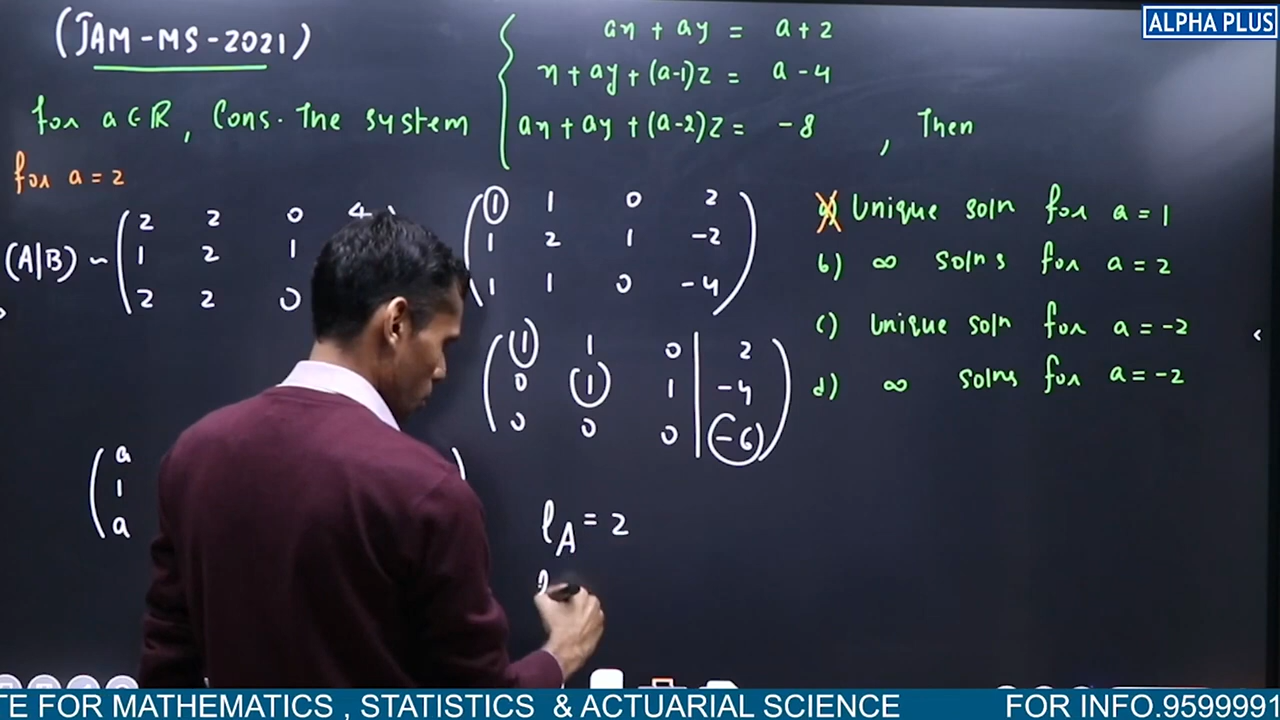 ALPHA PLUS
(JAM-MS-2021)
for a∈R, Cons. The system
ax + ay = a+2
x + ay + (a-1)z = a-4
ax + ay + (a-2)z = -8
, Then
for a = 2
(A|B) ~
2 2 0 4
1 2 1
2 2 0
1 1 0 2
1 2 1 -2
1 1 0 -4
1 1 0 | 2
0 1 1 | -4
0 0 0 | -6
a
1
a
ρA = 2
a) Unique soln for a = 1
b) ∞ solns for a = 2
c) unique soln for a = -2
d) ∞ solns for a = -2
TE FOR MATHEMATICS , STATISTICS & ACTUARIAL SCIENCE FOR INFO.9599991